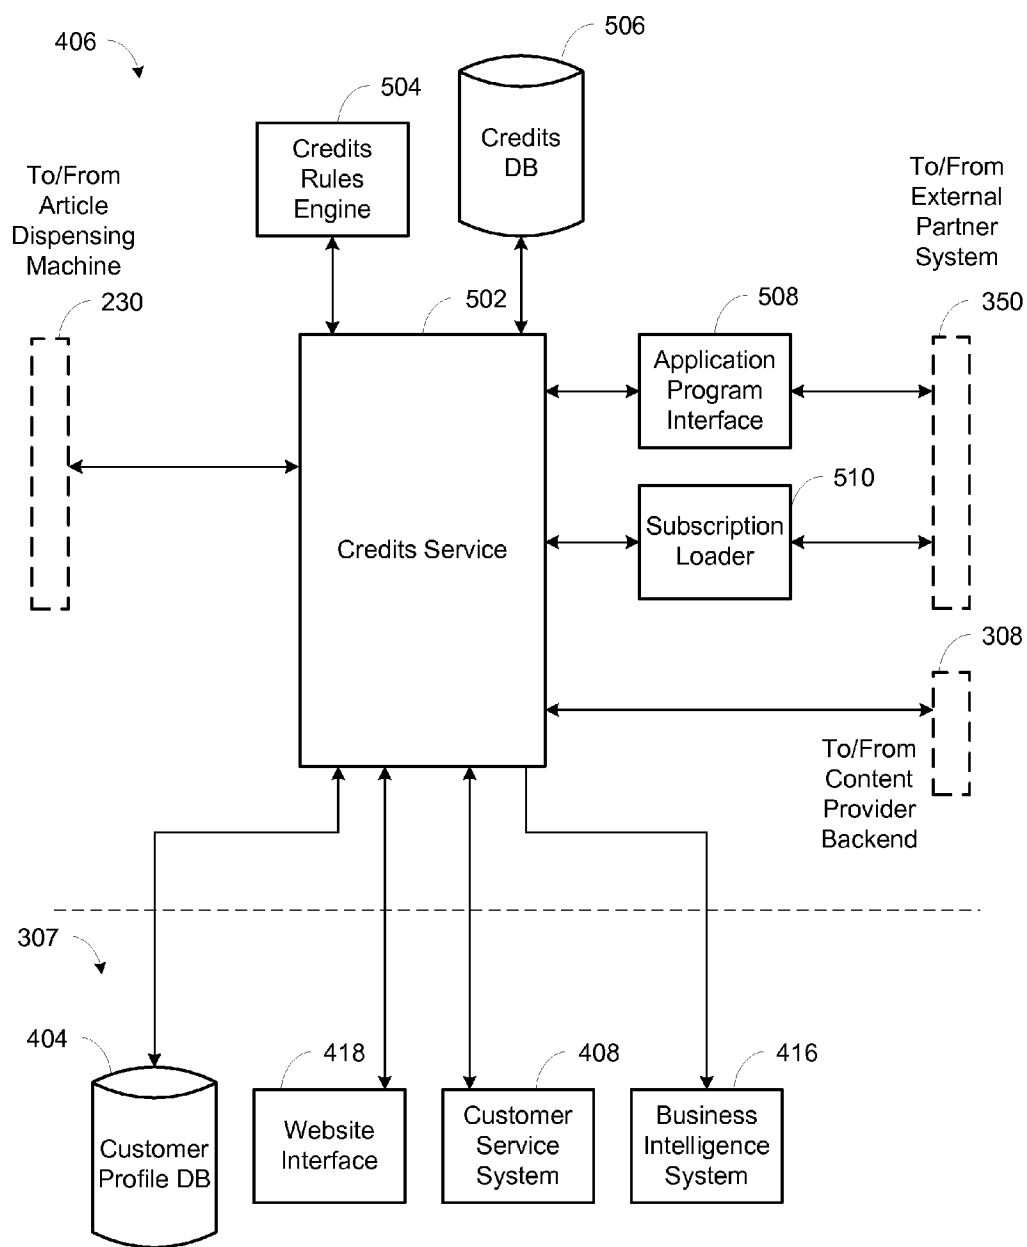 406
506
504
Credits
Rules
Engine
Credits
DB
To/From
Article
Dispensing
Machine
To/From
External
Partner
System
230
502
508
350
Application
Program
Interface
510
Subscription
Loader
Credits Service
308
To/From
Content
Provider
Backend
307
404
418
408
416
Customer
Profile DB
Website
Interface
Customer
Service
System
Business
Intelligence
System